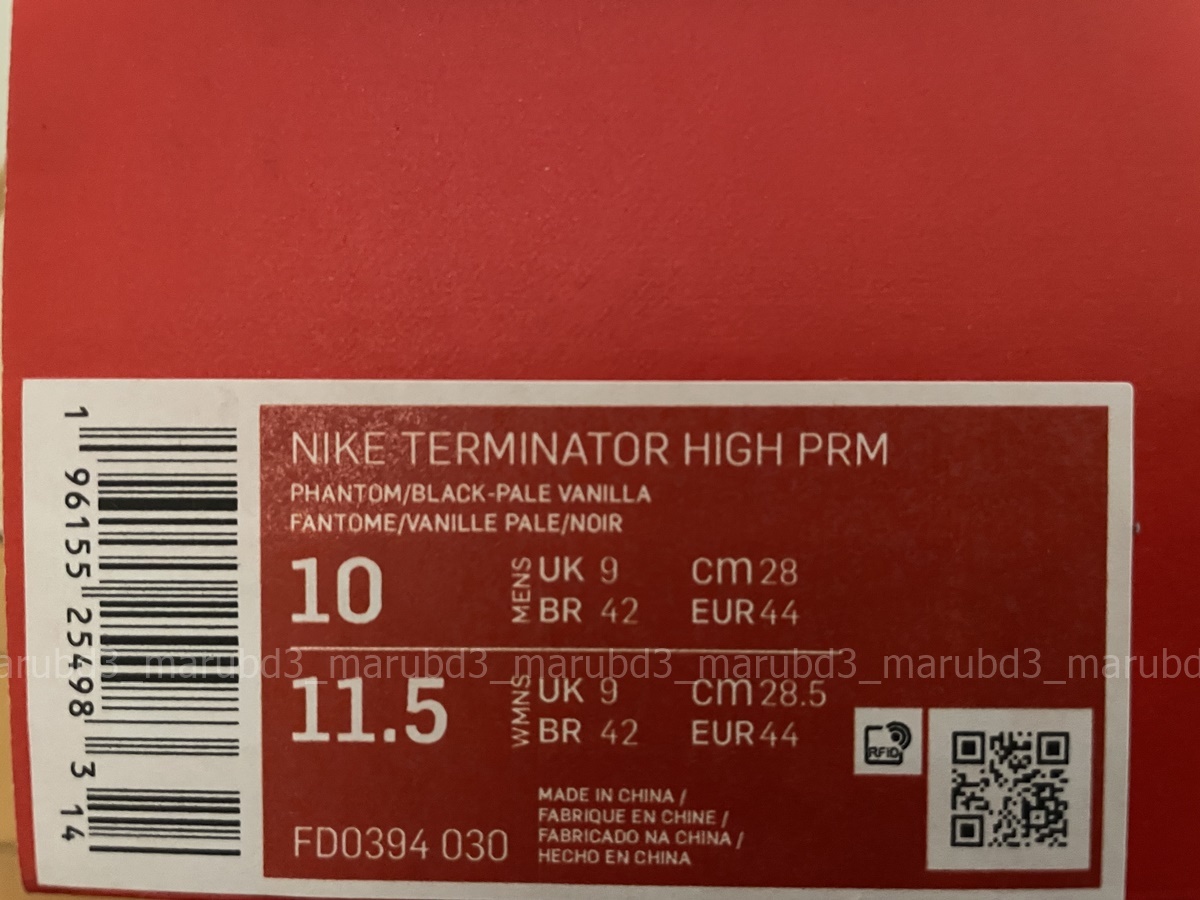 NIKE TERMINATOR HIGH PRM
PHANTOM/BLACK-PALE VANILLA
FANTOME/VANILLE PALE/NOIR
10 MENS UK 9 cm 28
BR 42 EUR 44
11.5 WMNS UK 9 cm 28.5
BR 42 EUR 44
MADE IN CHINA /
FABRIQUE EN CHINE /
FABRICADO NA CHINA /
HECHO EN CHINA
FD0394 030
RFID
1 96155 25498 3 14
arubd3_marubd3_marubd3_marubd3_marubd3_marubd3_marubd